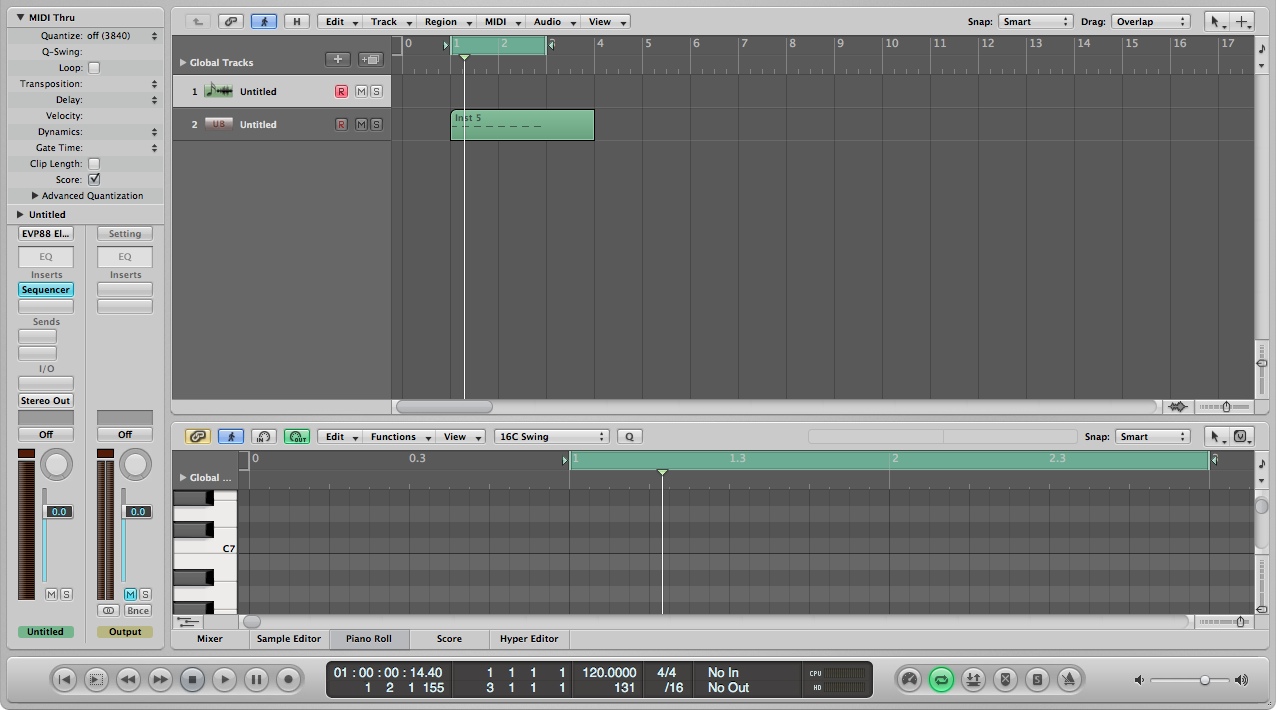 MIDI Thru
Quantize: off (3840)
Q-Swing:
Loop:
Transposition:
Delay:
Velocity:
Dynamics:
Gate Time:
Clip Length:
Score:
Advanced Quantization
Untitled
EVP88 El... Setting
EQ EQ
Inserts Inserts
Sequencer
Sends
I/O
Stereo Out
Off Off
0.0 0.0
M S M S
Bnce
Untitled Output
H Edit Track Region MIDI Audio View Snap: Smart Drag: Overlap
0 1 2 3 4 5 6 7 8 9 10 11 12 13 14 15 16 17
Global Tracks
1 Untitled R M S
2 U8 Untitled R M S
Inst 5
OUT Edit Functions View 16C Swing Q Snap: Smart
0 0.3 1 1.3 2 2.3 3
Global ...
C7
Mixer Sample Editor Piano Roll Score Hyper Editor
01 : 00 : 00 : 14.40 1 1 1 1 120.0000 4/4 No In CPU
1 2 1 155 3 1 1 1 131 /16 No Out HD
S